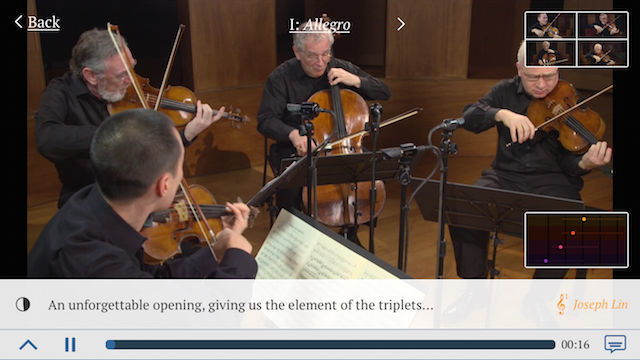 Back
I: Allegro
An unforgettable opening, giving us the element of the triplets...
Joseph Lin
00:16